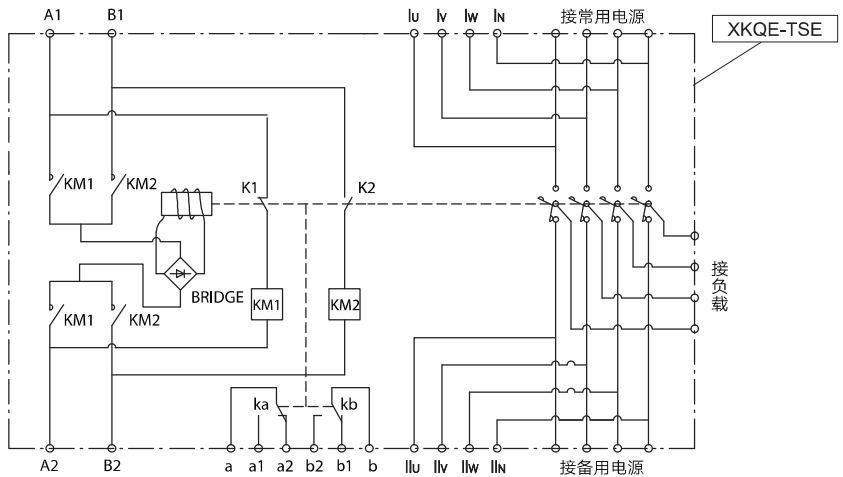 A1 B1 IU IV IW IN 接常用电源
XKQE-TSE
KM1 KM2 K1 K2
BRIDGE KM1 KM2
KM1 KM2
接负载
ka kb
A2 B2 a a1 a2 b2 b1 b IIU IIV IIW IIN 接备用电源